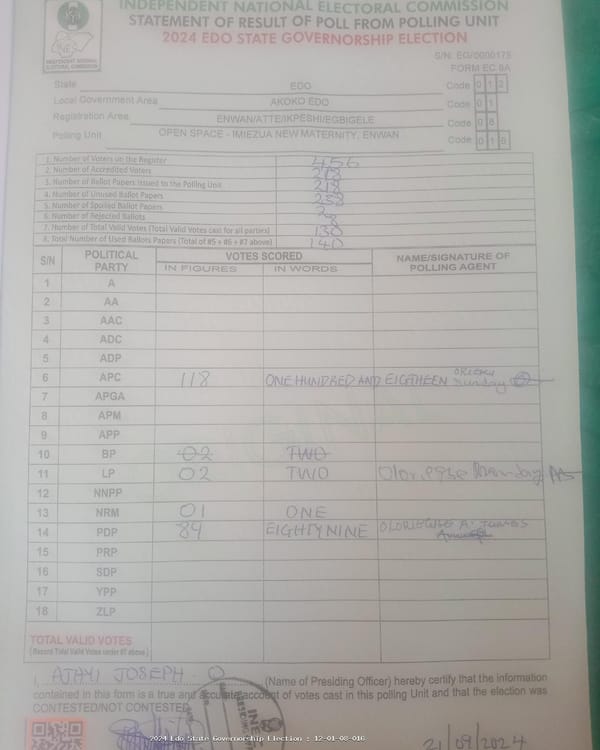 INDEPENDENT NATIONAL ELECTORAL COMMISSION
STATEMENT OF RESULT OF POLL FROM POLLING UNIT
2024 EDO STATE GOVERNORSHIP ELECTION
INDEPENDENT NATIONAL ELECTORAL COMMISSION
S/N: EG/0000175
FORM EC 8A
State EDO Code 0 1 2
Local Government Area AKOKO EDO Code 0 1
Registration Area ENWAN/ATTE/IKPESHI/EGBIGELE Code 0 8
Polling Unit OPEN SPACE - IMIEZUA NEW MATERNITY, ENWAN Code 0 1 6
1. Number of Voters on the Register 456
2. Number of Accredited Voters 218
3. Number of Ballot Papers Issued to the Polling Unit 218
4. Number of Unused Ballot Papers
5. Number of Spoiled Ballot Papers 2
6. Number of Rejected Ballots 8
7. Number of Total Valid Votes (Total Valid Votes cast for all parties) 130
8. Total Number of Used Ballots Papers (Total of #5 + #6 + #7 above) 140
S/N POLITICAL PARTY VOTES SCORED NAME/SIGNATURE OF POLLING AGENT
IN FIGURES IN WORDS
1 A
2 AA
3 AAC
4 ADC
5 ADP
6 APC 118 ONE HUNDRED AND EIGTHEEN Sunday
7 APGA
8 APM
9 APP
10 BP 02 TWO
11 LP 02 TWO
12 NNPP
13 NRM 01 ONE
14 PDP 89 EIGHTY NINE A. JAMES
15 PRP
16 SDP
17 YPP
18 ZLP
TOTAL VALID VOTES
(Record Total Valid Votes under #7 above)
I, AJAYI JOSEPH O (Name of Presiding Officer) hereby certify that the information
contained in this form is a true and accurate account of votes cast in this polling Unit and that the election was
CONTESTED/NOT CONTESTED
INEC
21/09/2024
2024 Edo State Governorship Election : 12-01-08-016